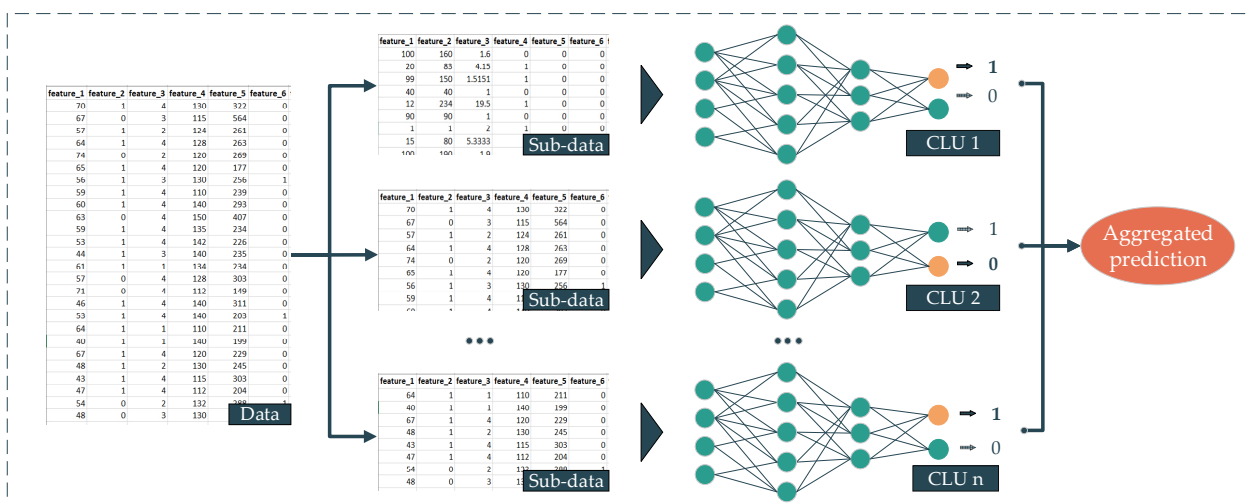 feature_1 feature_2 feature_3 feature_4 feature_5 feature_6
70 1 4 130 322 0
67 0 3 115 564 0
57 1 2 124 261 0
64 1 4 128 263 0
74 0 2 120 269 0
65 1 4 120 177 0
56 1 3 130 256 1
59 1 4 110 239 0
60 1 4 140 293 0
63 0 4 150 407 0
59 1 4 135 234 0
53 1 4 142 226 0
44 1 3 140 235 0
61 1 1 134 234 0
57 0 4 128 303 0
71 0 4 112 149 0
46 1 4 140 311 0
53 1 4 140 203 1
64 1 1 110 211 0
40 1 1 140 199 0
67 1 4 120 229 0
48 1 2 130 245 0
43 1 4 115 303 0
47 1 4 112 204 0
54 0 2 132
48 0 3 130
Data
feature_1 feature_2 feature_3 feature_4 feature_5 feature_6
100 160 1.6 0 0 0
20 83 4.15 1 0 0
99 150 1.5151 1 0 0
40 40 1 0 0 0
12 234 19.5 1 0 0
90 90 1 0 0 0
1 1 2 1 0 0
15 80 5.3333
100 190 1.9
Sub-data
feature_1 feature_2 feature_3 feature_4 feature_5 feature_6
70 1 4 130 322 0
67 0 3 115 564 0
57 1 2 124 261 0
64 1 4 128 263 0
74 0 2 120 269 0
65 1 4 120 177 0
56 1 3 130 256 1
59 1 4
Sub-data
...
feature_1 feature_2 feature_3 feature_4 feature_5 feature_6
64 1 1 110 211 0
40 1 1 140 199 0
67 1 4 120 229 0
48 1 2 130 245 0
43 1 4 115 303 0
47 1 4 112 204 0
54 0 2
48 0 3
Sub-data
1
0
CLU 1
1
0
CLU 2
...
1
0
CLU n
Aggregated
prediction